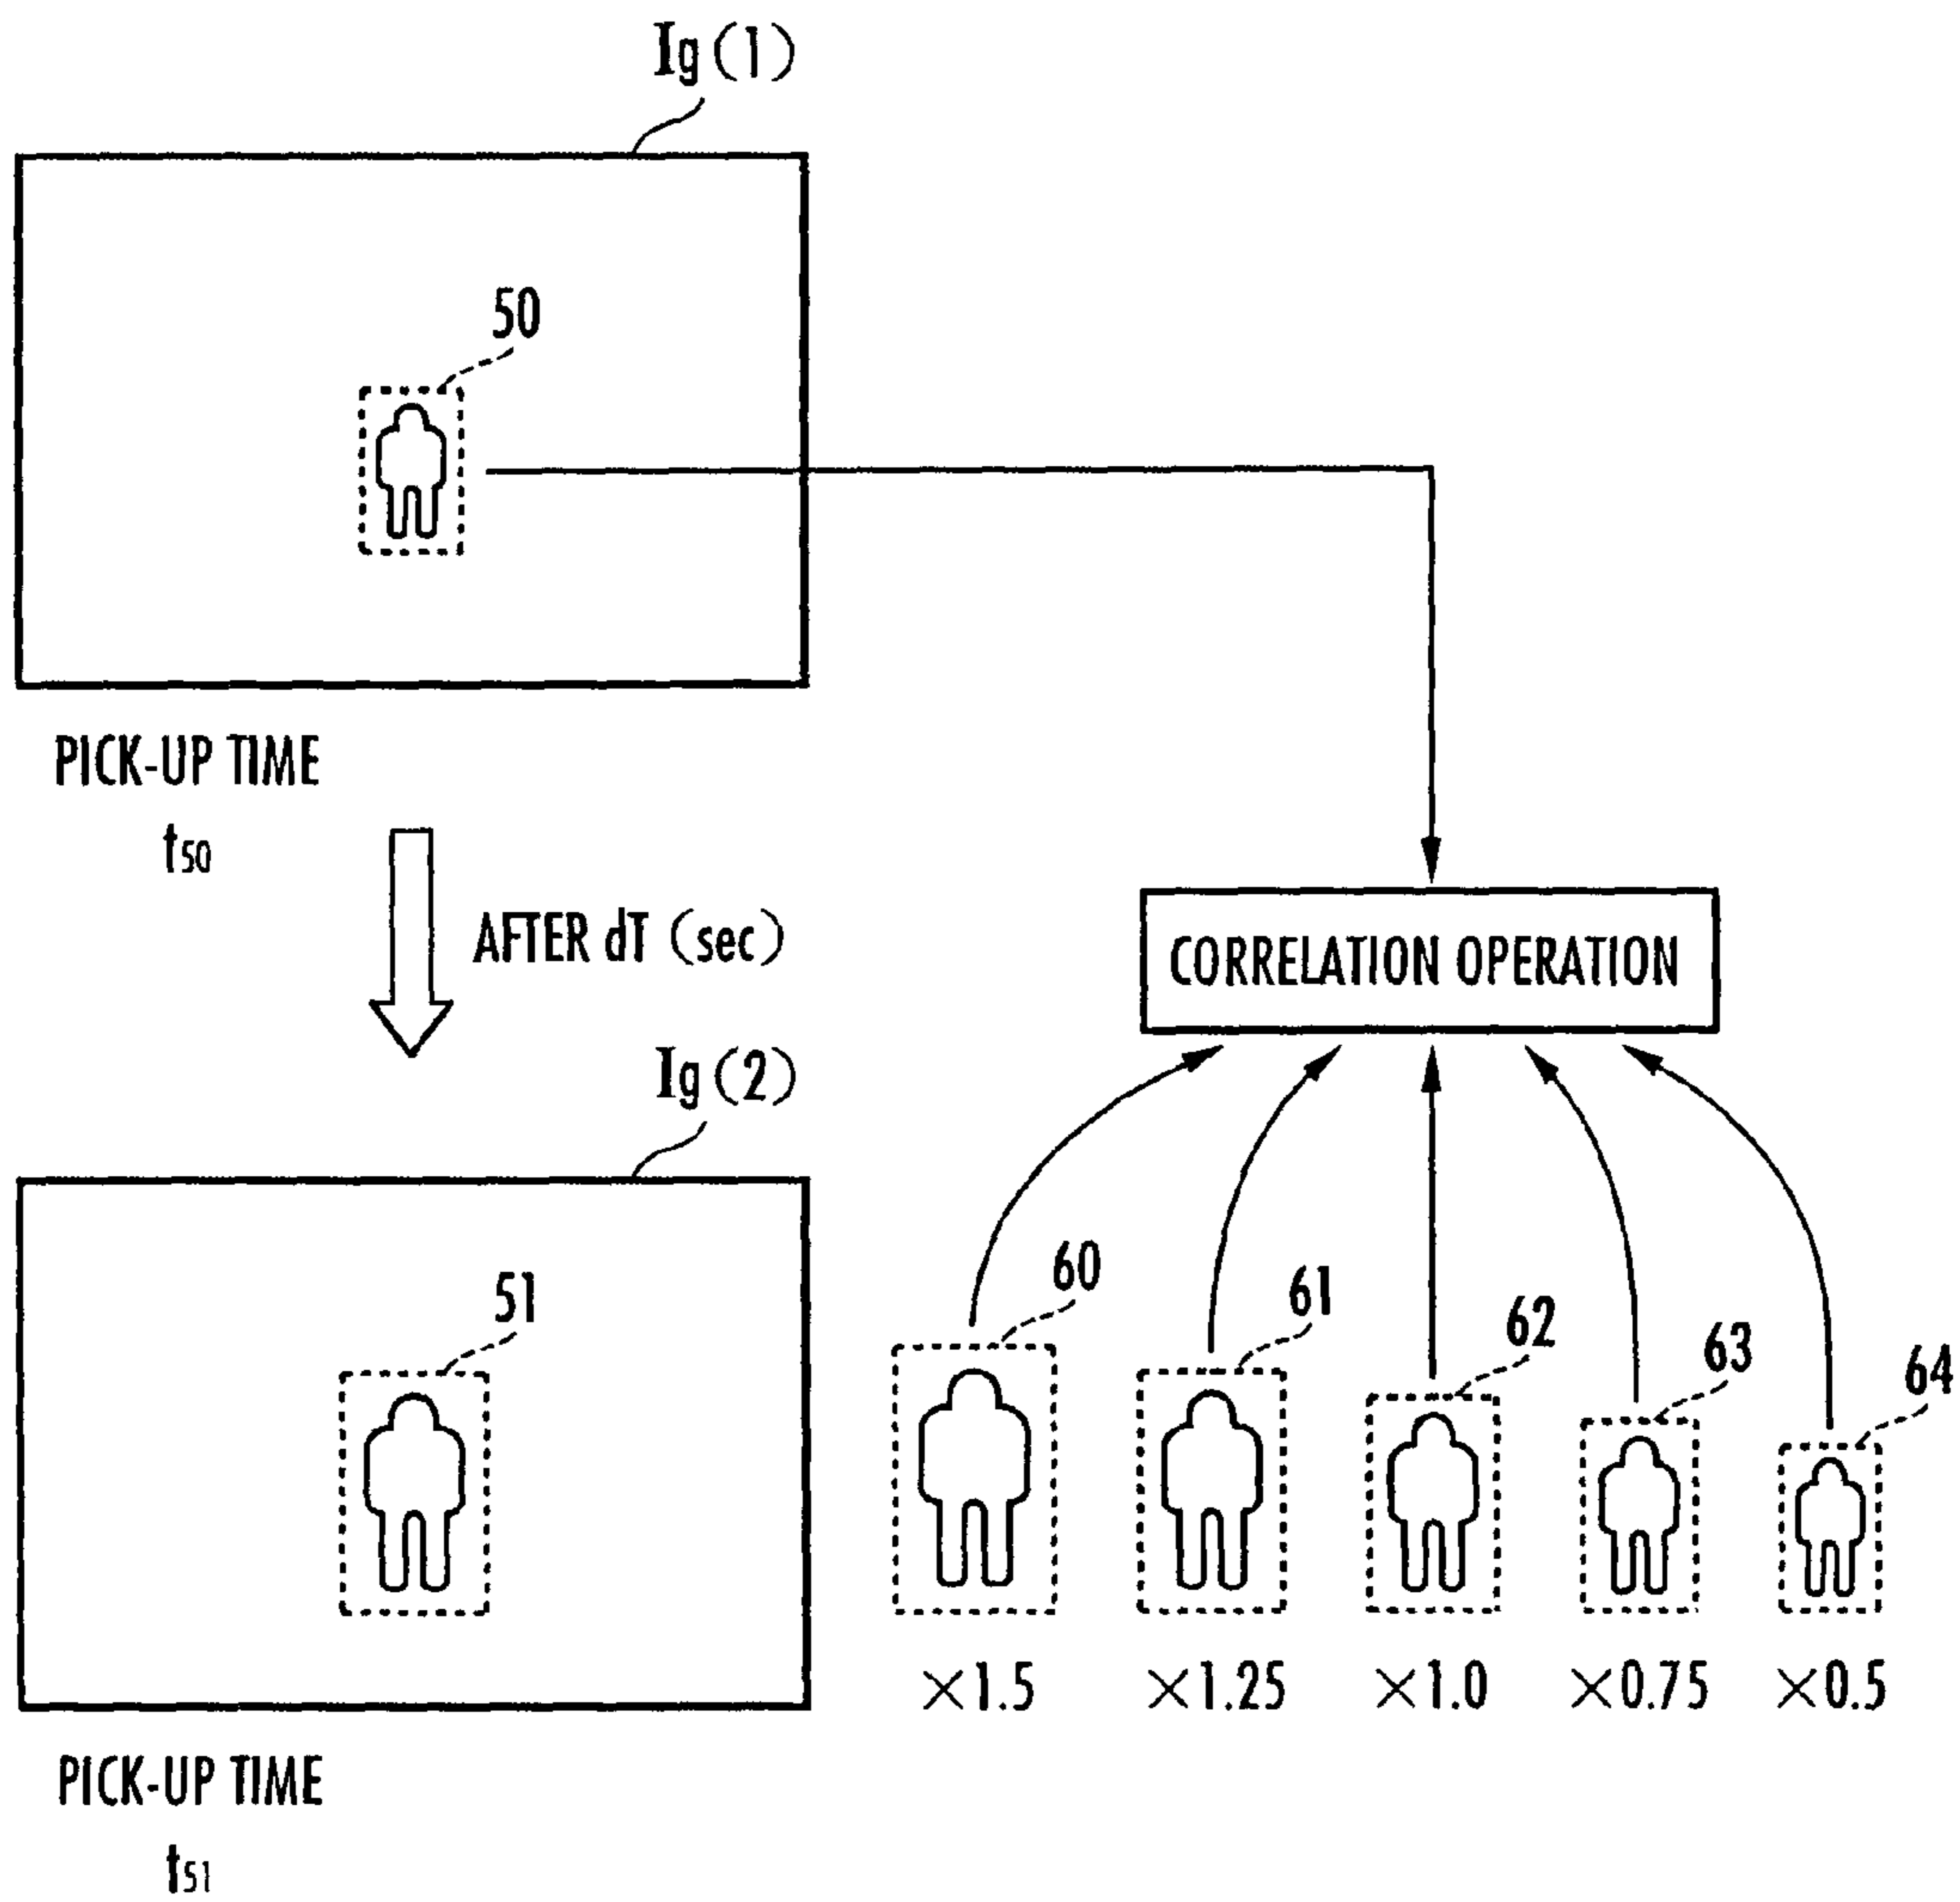 Ig(1)
50
PICK-UP TIME
t50
AFTER dT (sec)
CORRELATION OPERATION
Ig(2)
51
60
61
62
63
64
×1.5
×1.25
×1.0
×0.75
×0.5
PICK-UP TIME
t51